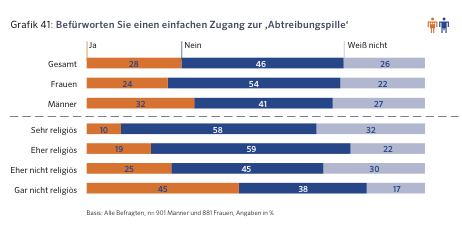 Grafik 41: Befürworten Sie einen einfachen Zugang zur ‚Abtreibungspille‘
Ja Nein Weiß nicht
Gesamt 28 46 26
Frauen 24 54 22
Männer 32 41 27
Sehr religiös 10 58 32
Eher religiös 19 59 22
Eher nicht religiös 25 45 30
Gar nicht religiös 45 38 17
Basis: Alle Befragten, n= 901 Männer und 881 Frauen, Angaben in %